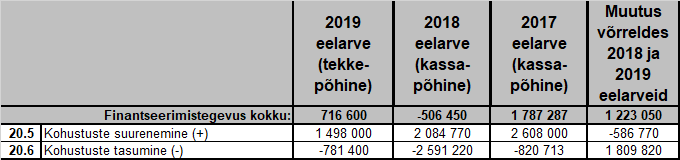 2019 eelarve (tekke-põhine) 2018 eelarve (kassa-põhine) 2017 eelarve (kassa-põhine) Muutus võrreldes 2018 ja 2019 eelarveid
Finantseerimistegevus kokku: 716 600 -506 450 1 787 287 1 223 050
20.5 Kohustuste suurenemine (+) 1 498 000 2 084 770 2 608 000 -586 770
20.6 Kohustuste tasumine (-) -781 400 -2 591 220 -820 713 1 809 820